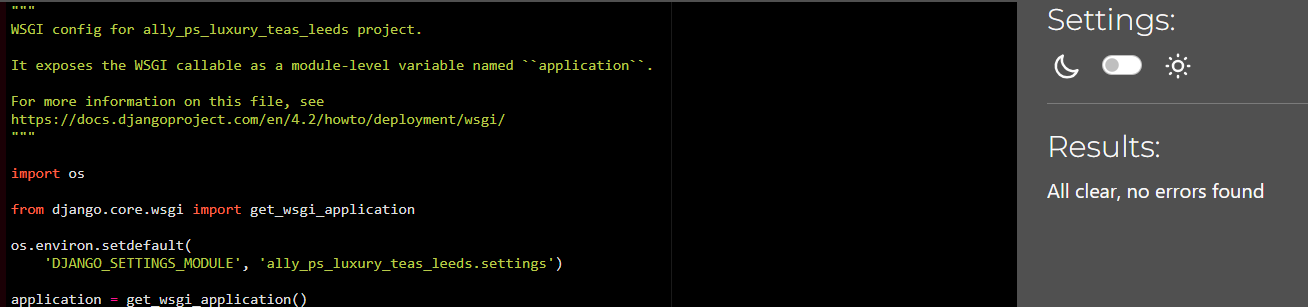 """
WSGI config for ally_ps_luxury_teas_leeds project.
It exposes the WSGI callable as a module-level variable named ``application``.
For more information on this file, see
https://docs.djangoproject.com/en/4.2/howto/deployment/wsgi/
"""
import os
from django.core.wsgi import get_wsgi_application
os.environ.setdefault(
    'DJANGO_SETTINGS_MODULE', 'ally_ps_luxury_teas_leeds.settings')
application = get_wsgi_application()
Settings:
Results:
All clear, no errors found